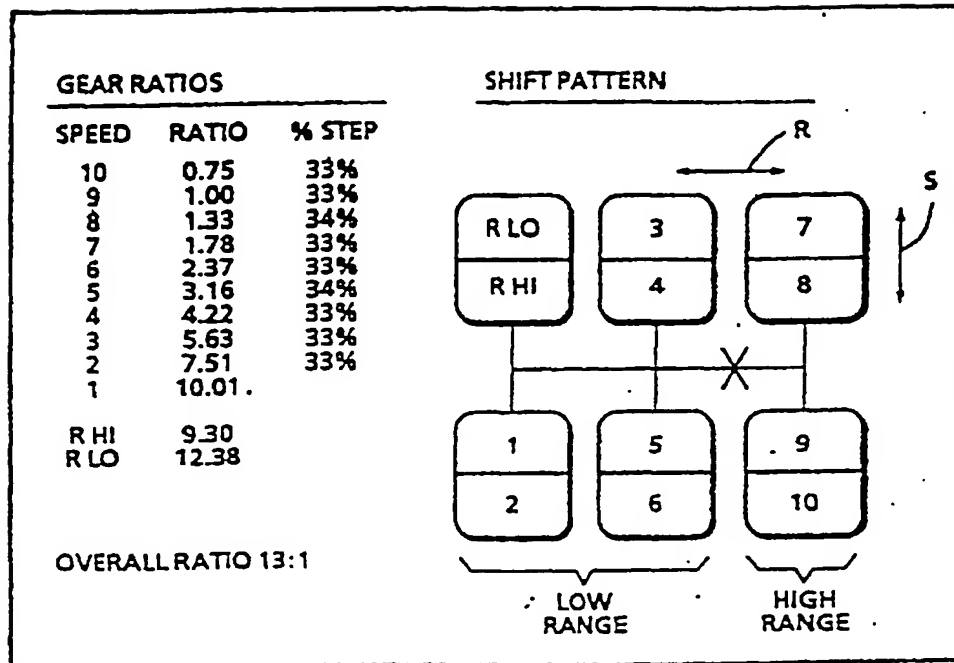 GEAR RATIOS
SPEED RATIO % STEP
10 0.75 33%
9 1.00 33%
8 1.33 34%
7 1.78 33%
6 2.37 33%
5 3.16 34%
4 4.22 33%
3 5.63 33%
2 7.51 33%
1 10.01
R HI 9.30
R LO 12.38
OVERALL RATIO 13:1
SHIFT PATTERN
R
S
R LO 3 7
R HI 4 8
1 5 9
2 6 10
LOW RANGE
HIGH RANGE